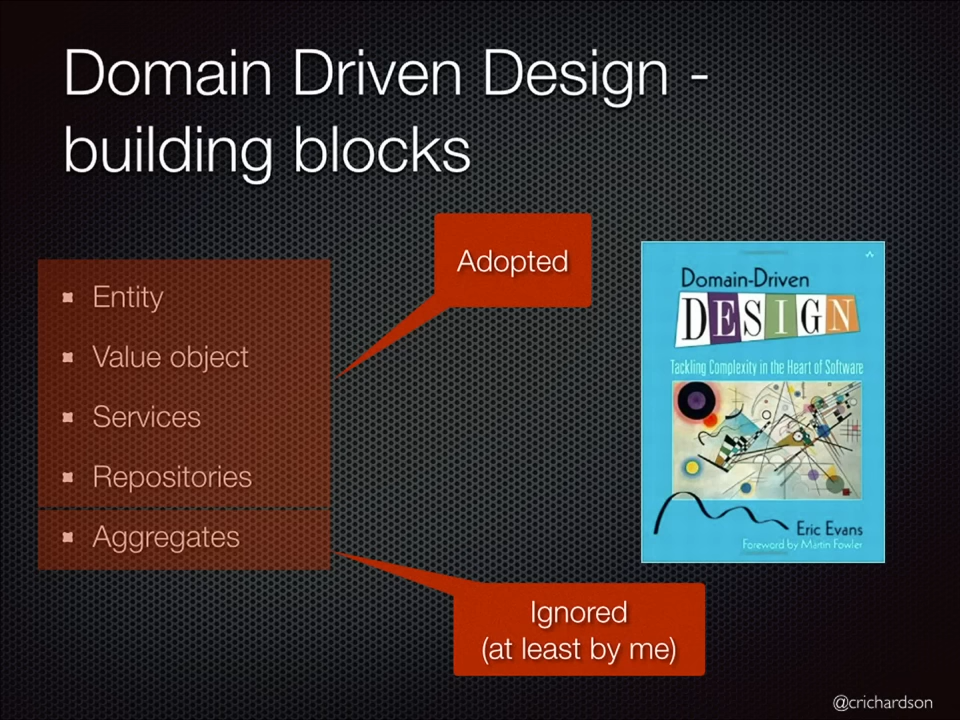 Domain Driven Design -
building blocks
Entity
Value object
Services
Repositories
Aggregates
Adopted
Ignored
(at least by me)
Domain-Driven
DESIGN
Tackling Complexity in the Heart of Software
Eric Evans
Foreword by Martin Fowler
@crichardson